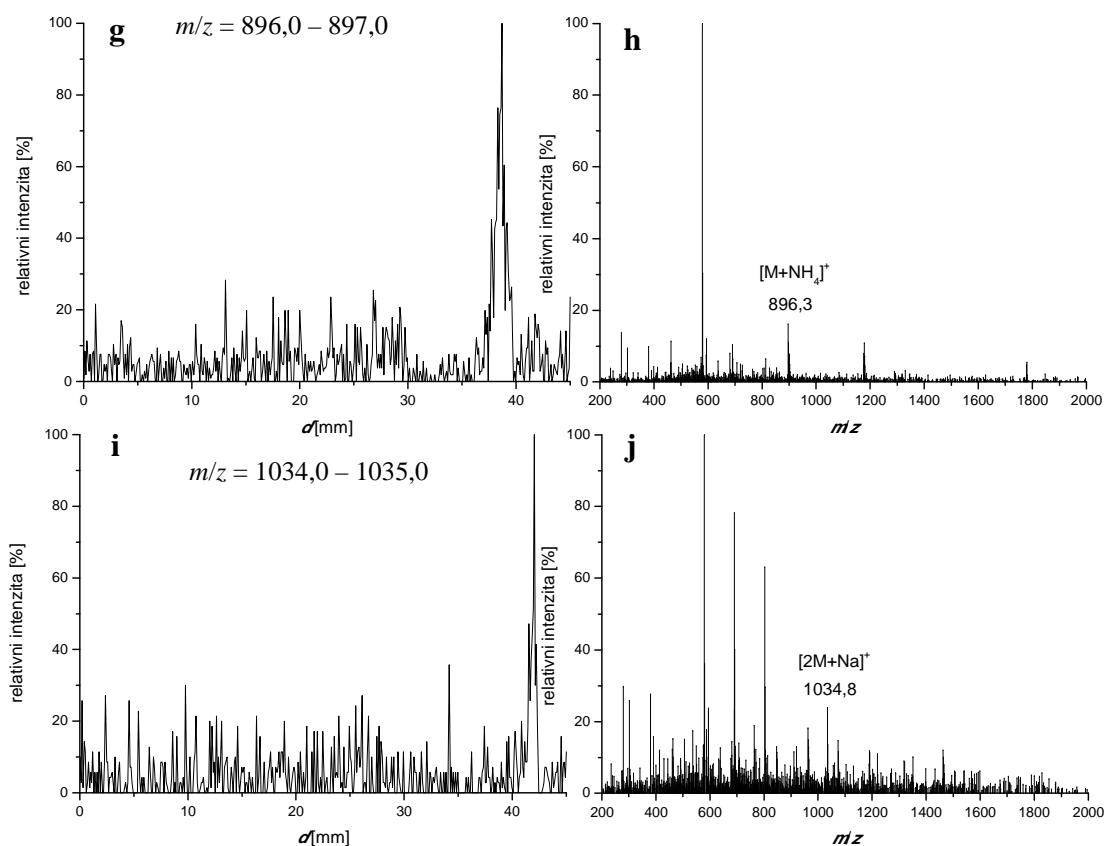 g
m/z = 896,0 – 897,0
relativni intenzita [%]
100
80
60
40
20
0
0 10 20 30 40
d[mm]
h
relativni intenzita [%]
100
80
60
40
20
0
[M+NH₄]⁺
896,3
200 400 600 800 1000 1200 1400 1600 1800 2000
m/z
i
m/z = 1034,0 – 1035,0
relativní intenzita [%]
100
80
60
40
20
0
0 10 20 30 40
d[mm]
j
relativní intenzita [%]
100
80
60
40
20
0
[2M+Na]⁺
1034,8
200 400 600 800 1000 1200 1400 1600 1800 2000
m/z